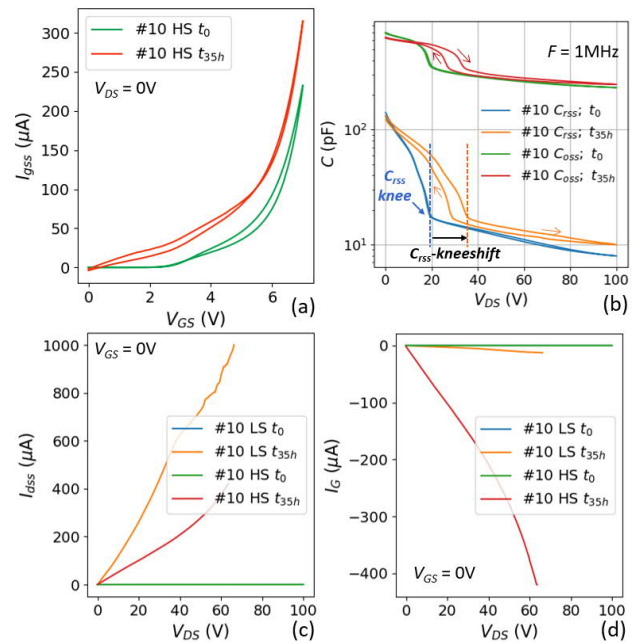 #10 HS t0
#10 HS t35h
VDS = 0V
Igss (μA)
300
250
200
150
100
50
0
0 2 4 6
VGS (V)
(a)
F = 1MHz
C (pF)
10²
10¹
#10 Crss; t0
#10 Crss; t35h
#10 Coss; t0
#10 Coss; t35h
Crss
knee
Crss-kneeshift
0 20 40 60 80 100
VDS (V)
(b)
VGS = 0V
Idss (μA)
1000
800
600
400
200
0
#10 LS t0
#10 LS t35h
#10 HS t0
#10 HS t35h
0 20 40 60 80 100
VDS (V)
(c)
IG (μA)
0
−100
−200
−300
−400
#10 LS t0
#10 LS t35h
#10 HS t0
#10 HS t35h
VGS = 0V
0 20 40 60 80 100
VDS (V)
(d)